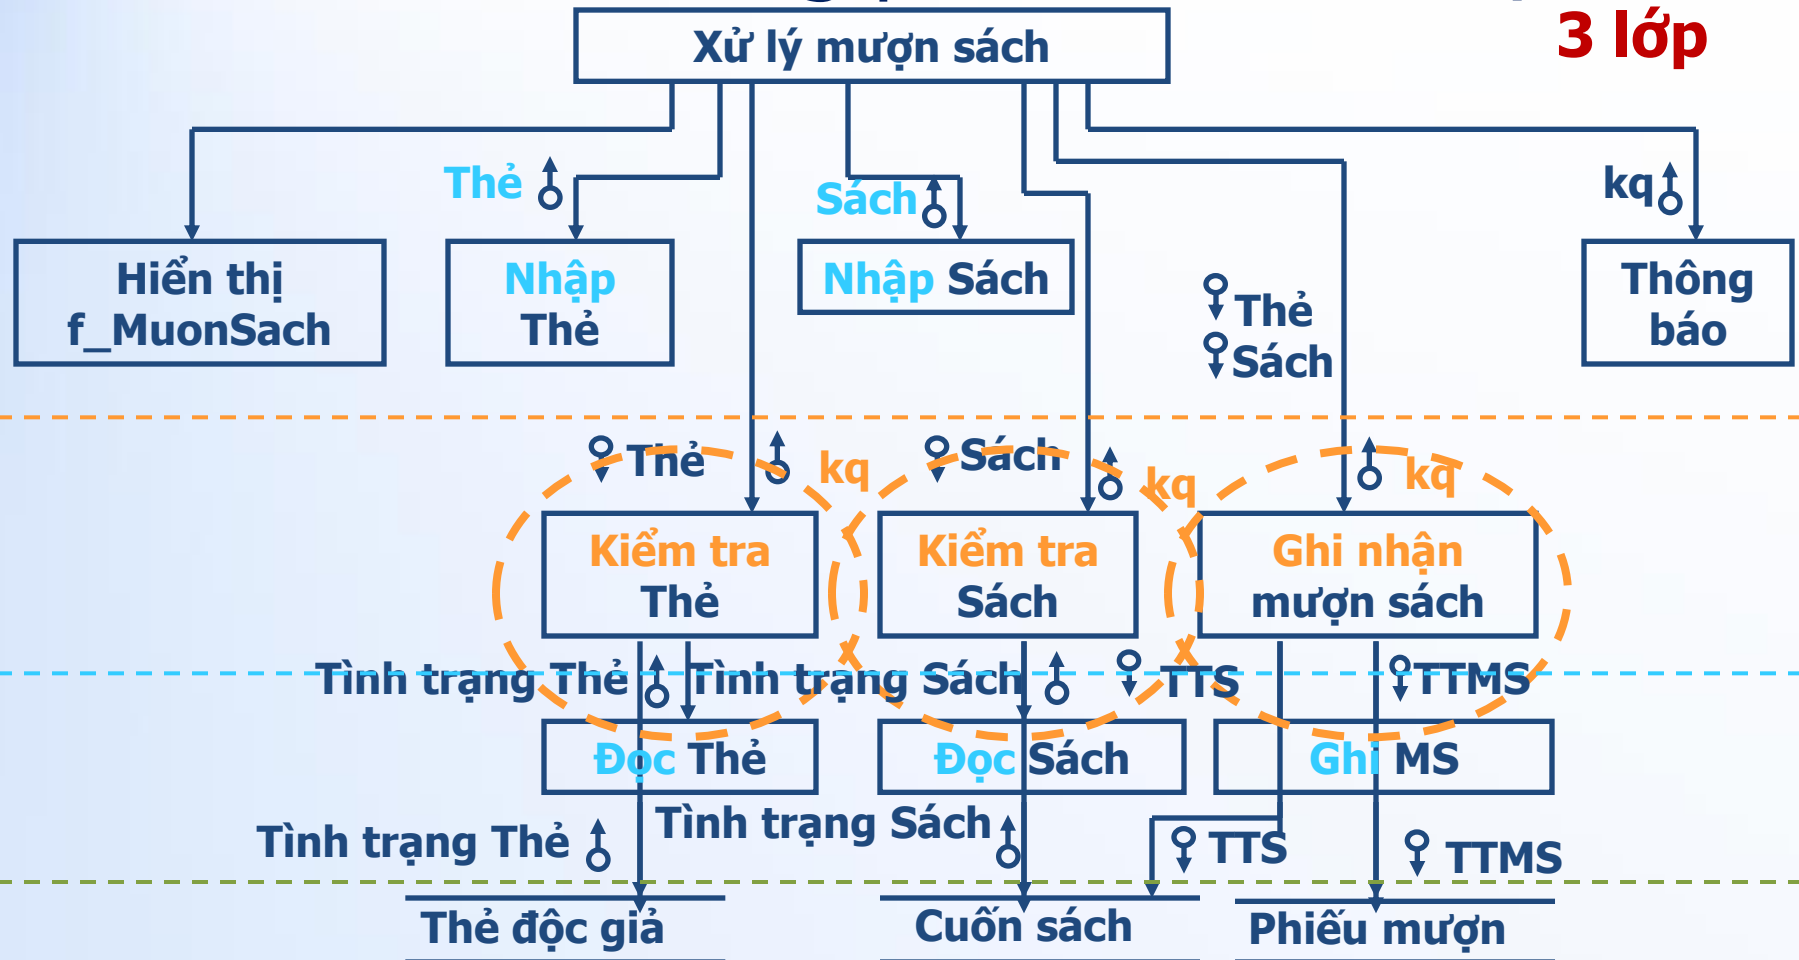 3 lớp
Xử lý mượn sách
Thẻ
Sách
kq
Hiển thị
f_MuonSach
Nhập
Thẻ
Nhập Sách
Thông
báo
Thẻ
Sách
Thẻ
kq
Sách
kq
kq
Kiểm tra
Thẻ
Kiểm tra
Sách
Ghi nhận
mượn sách
Tình trạng Thẻ
Tình trạng Sách
TTS
TTMS
Đọc Thẻ
Đọc Sách
Ghi MS
Tình trạng Thẻ
Tình trạng Sách
TTS
TTMS
Thẻ độc giả
Cuốn sách
Phiếu mượn